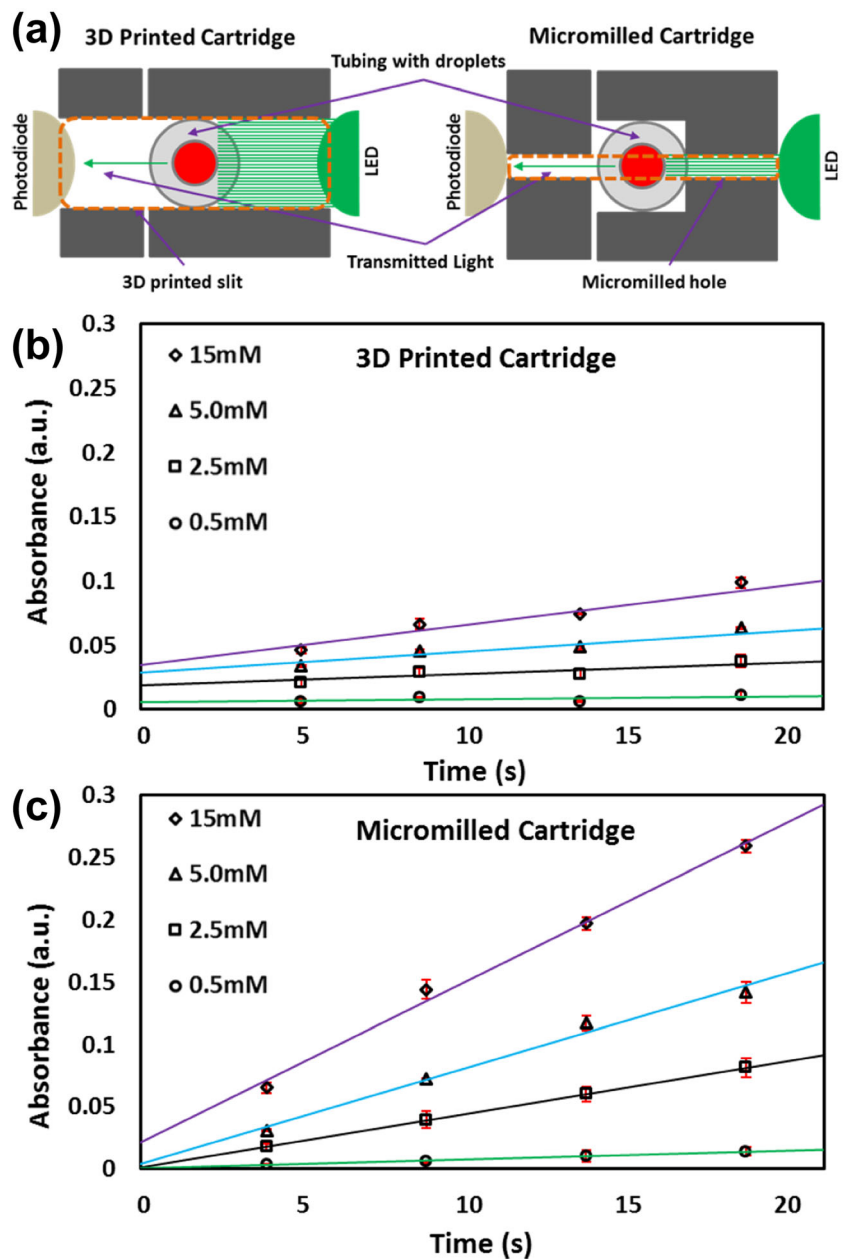 (a)
3D Printed Cartridge
Micromilled Cartridge
Tubing with droplets
Photodiode
LED
Photodiode
LED
Transmitted Light
3D printed slit
Micromilled hole
(b)
3D Printed Cartridge
15mM
5.0mM
2.5mM
0.5mM
Absorbance (a.u.)
0.3
0.25
0.2
0.15
0.1
0.05
0
0 5 10 15 20
Time (s)
(c)
Micromilled Cartridge
15mM
5.0mM
2.5mM
0.5mM
Absorbance (a.u.)
0.3
0.25
0.2
0.15
0.1
0.05
0
0 5 10 15 20
Time (s)